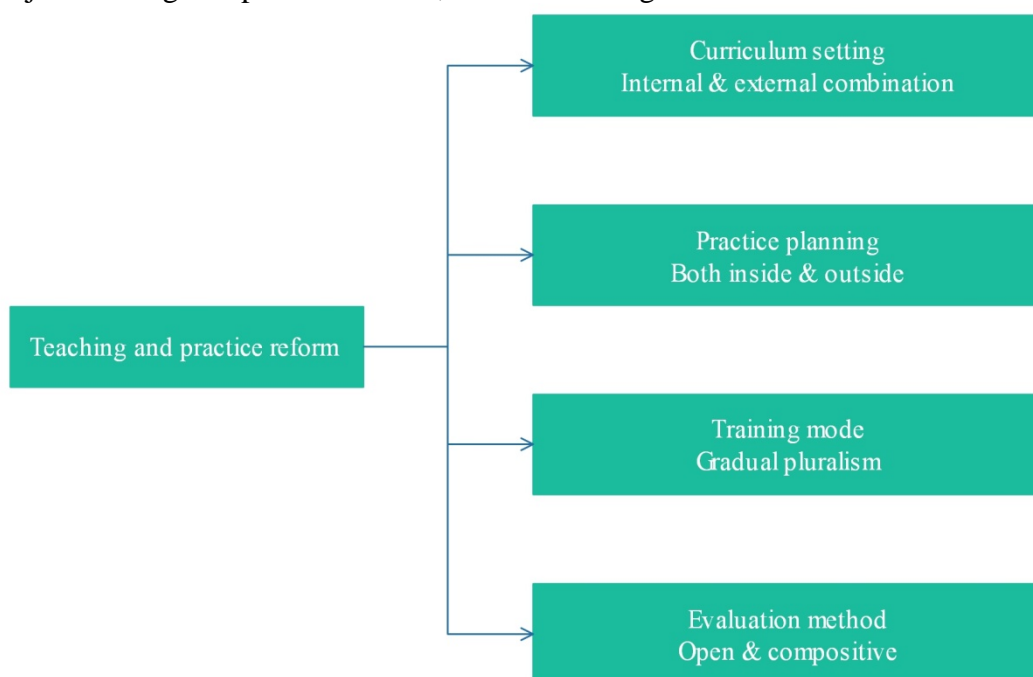 Curriculum setting
Internal & external combination
Practice planning
Both inside & outside
Teaching and practice reform
Training mode
Gradual pluralism
Evaluation method
Open & compositive